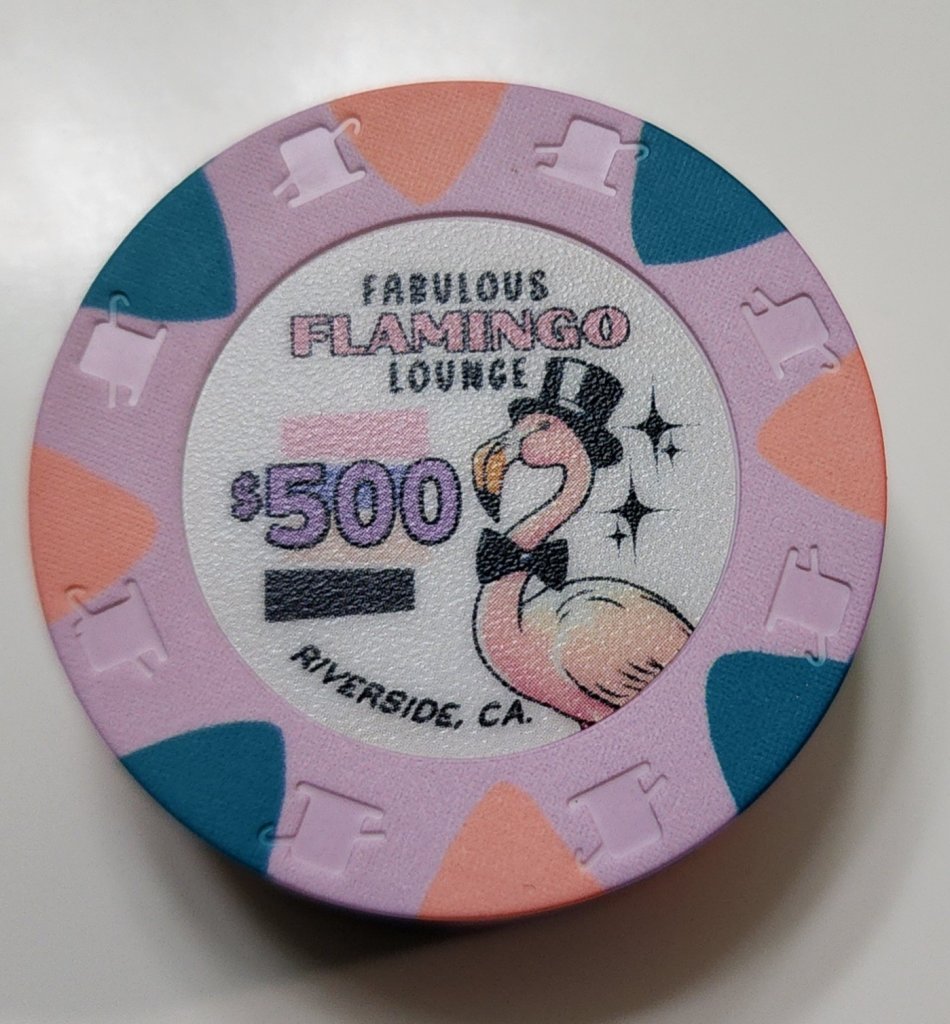 FABULOUS
FLAMINGO
LOUNGE
$500
RIVERSIDE, CA.